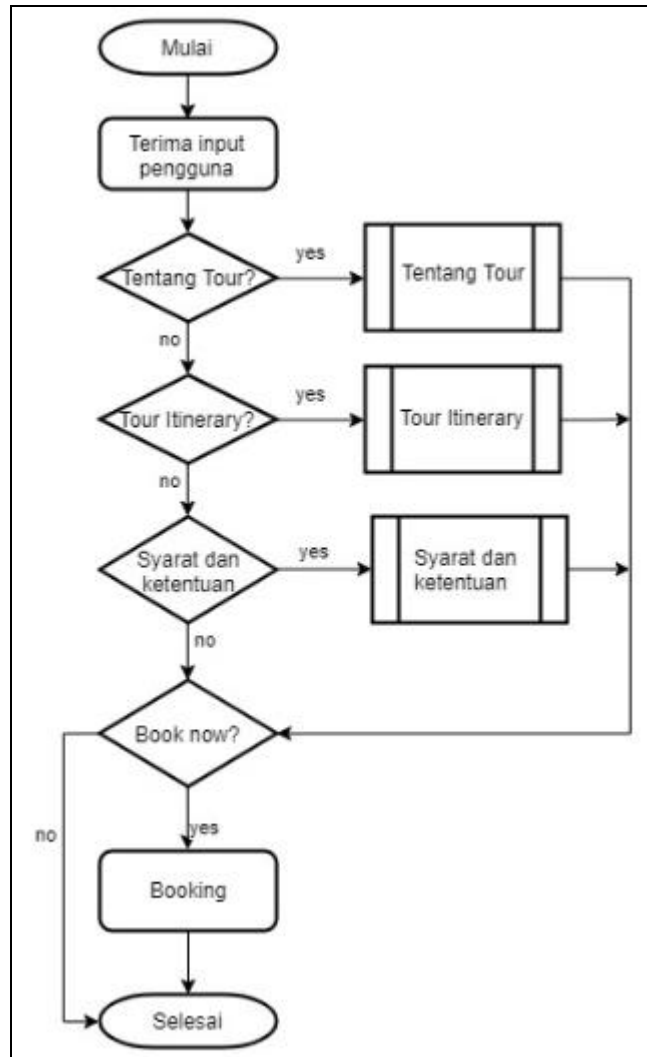 Mulai
Terima input
pengguna
Tentang Tour?
yes
Tentang Tour
no
Tour Itinerary?
yes
Tour Itinerary
no
Syarat dan
ketentuan
yes
Syarat dan
ketentuan
no
Book now?
no
yes
Booking
Selesai